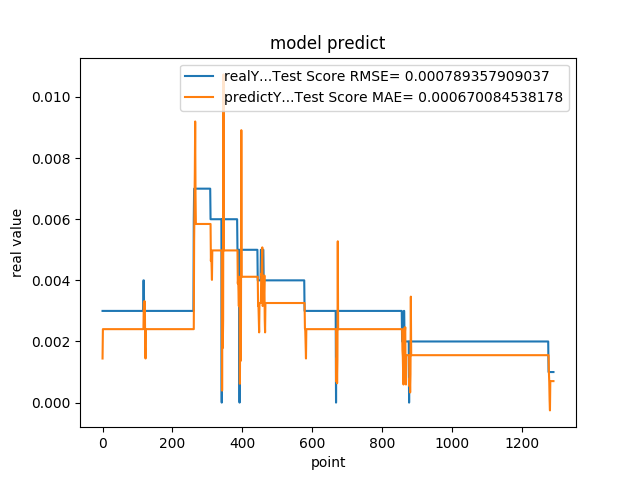 model predict
realY...Test Score RMSE= 0.000789357909037
predictY...Test Score MAE= 0.000670084538178
0.010
0.008
0.006
0.004
0.002
0.000
real value
0 200 400 600 800 1000 1200
point